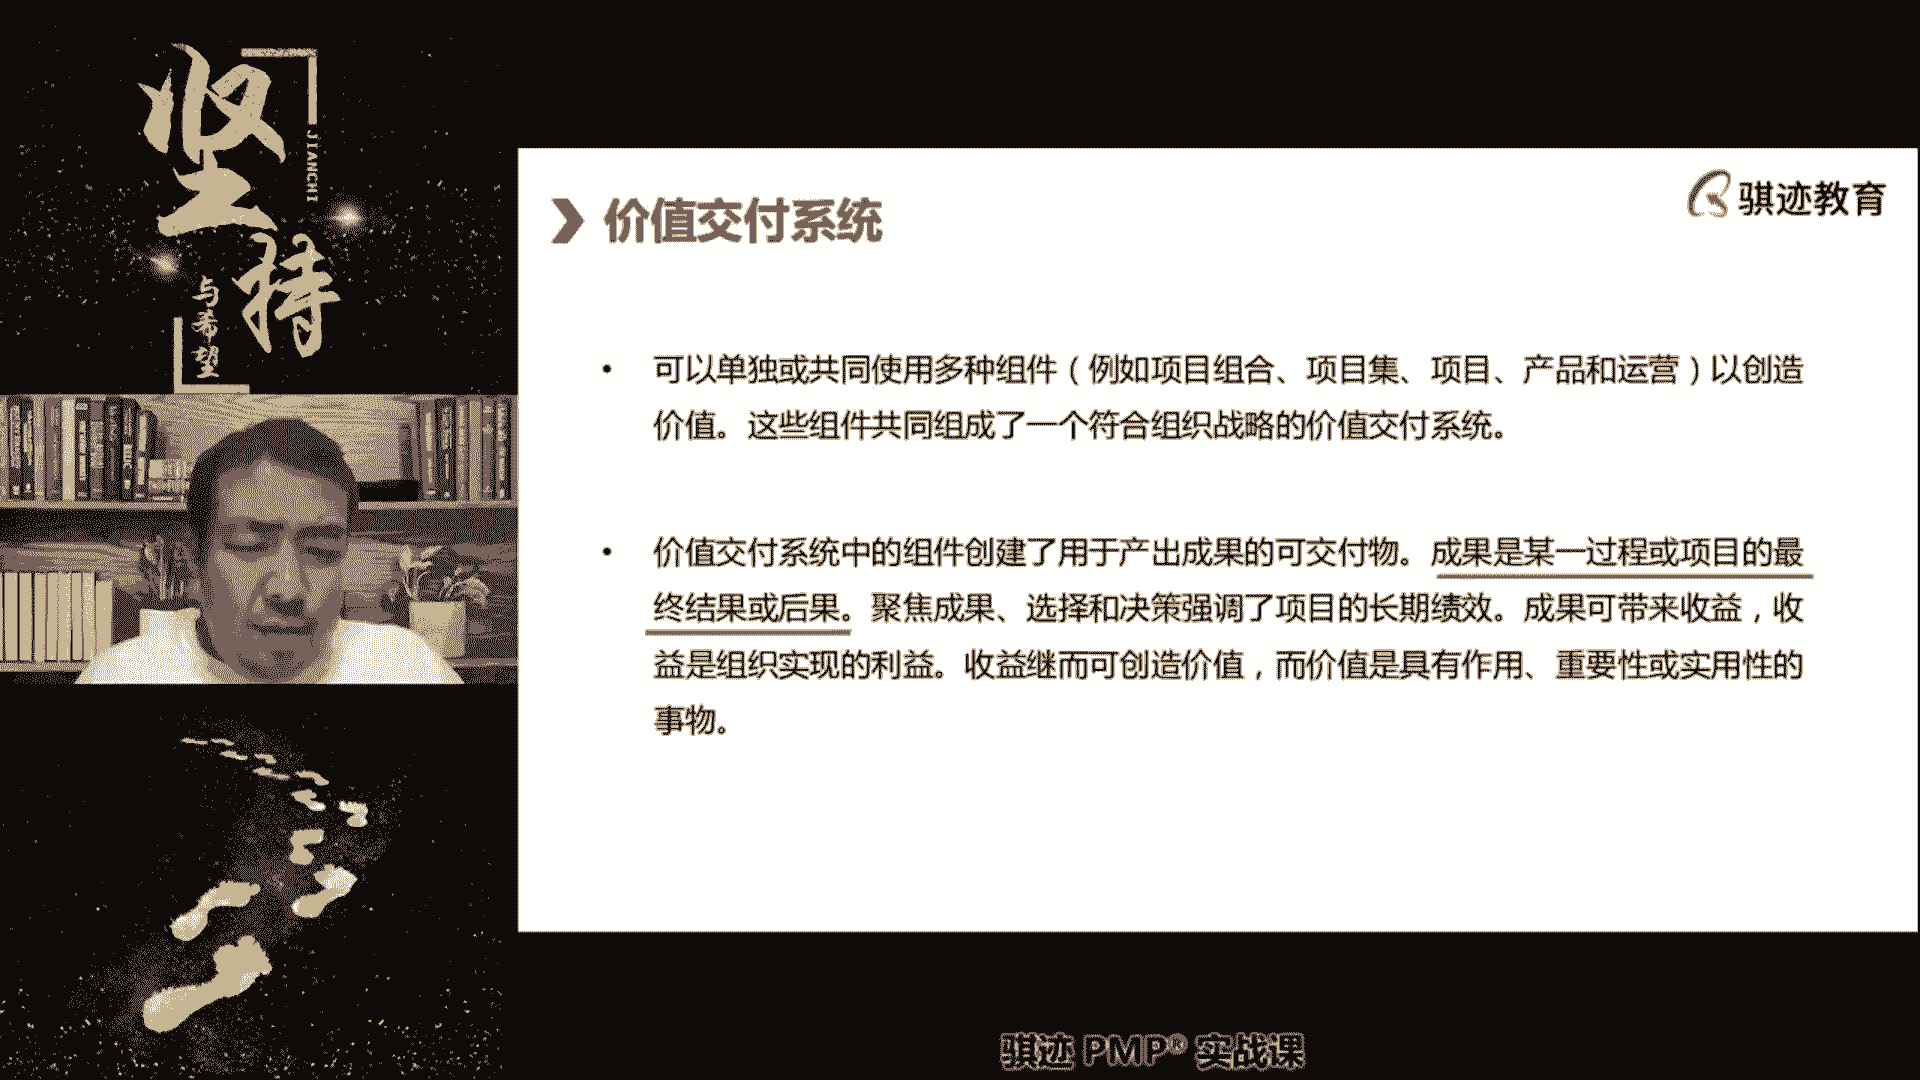 坚持
JIANCHI
与希望
价值交付系统
骐迹教育
• 可以单独或共同使用多种组件（例如项目组合、项目集、项目、产品和运营）以创造
价值。这些组件共同组成了一个符合组织战略的价值交付系统。
• 价值交付系统中的组件创建了用于产出成果的可交付物。成果是某一过程或项目的最
终结果或后果。聚焦成果、选择和决策强调了项目的长期绩效。成果可带来收益，收
益是组织实现的利益。收益继而可创造价值，而价值是具有作用、重要性或实用性的
事物。
骐迹 PMP® 实战课